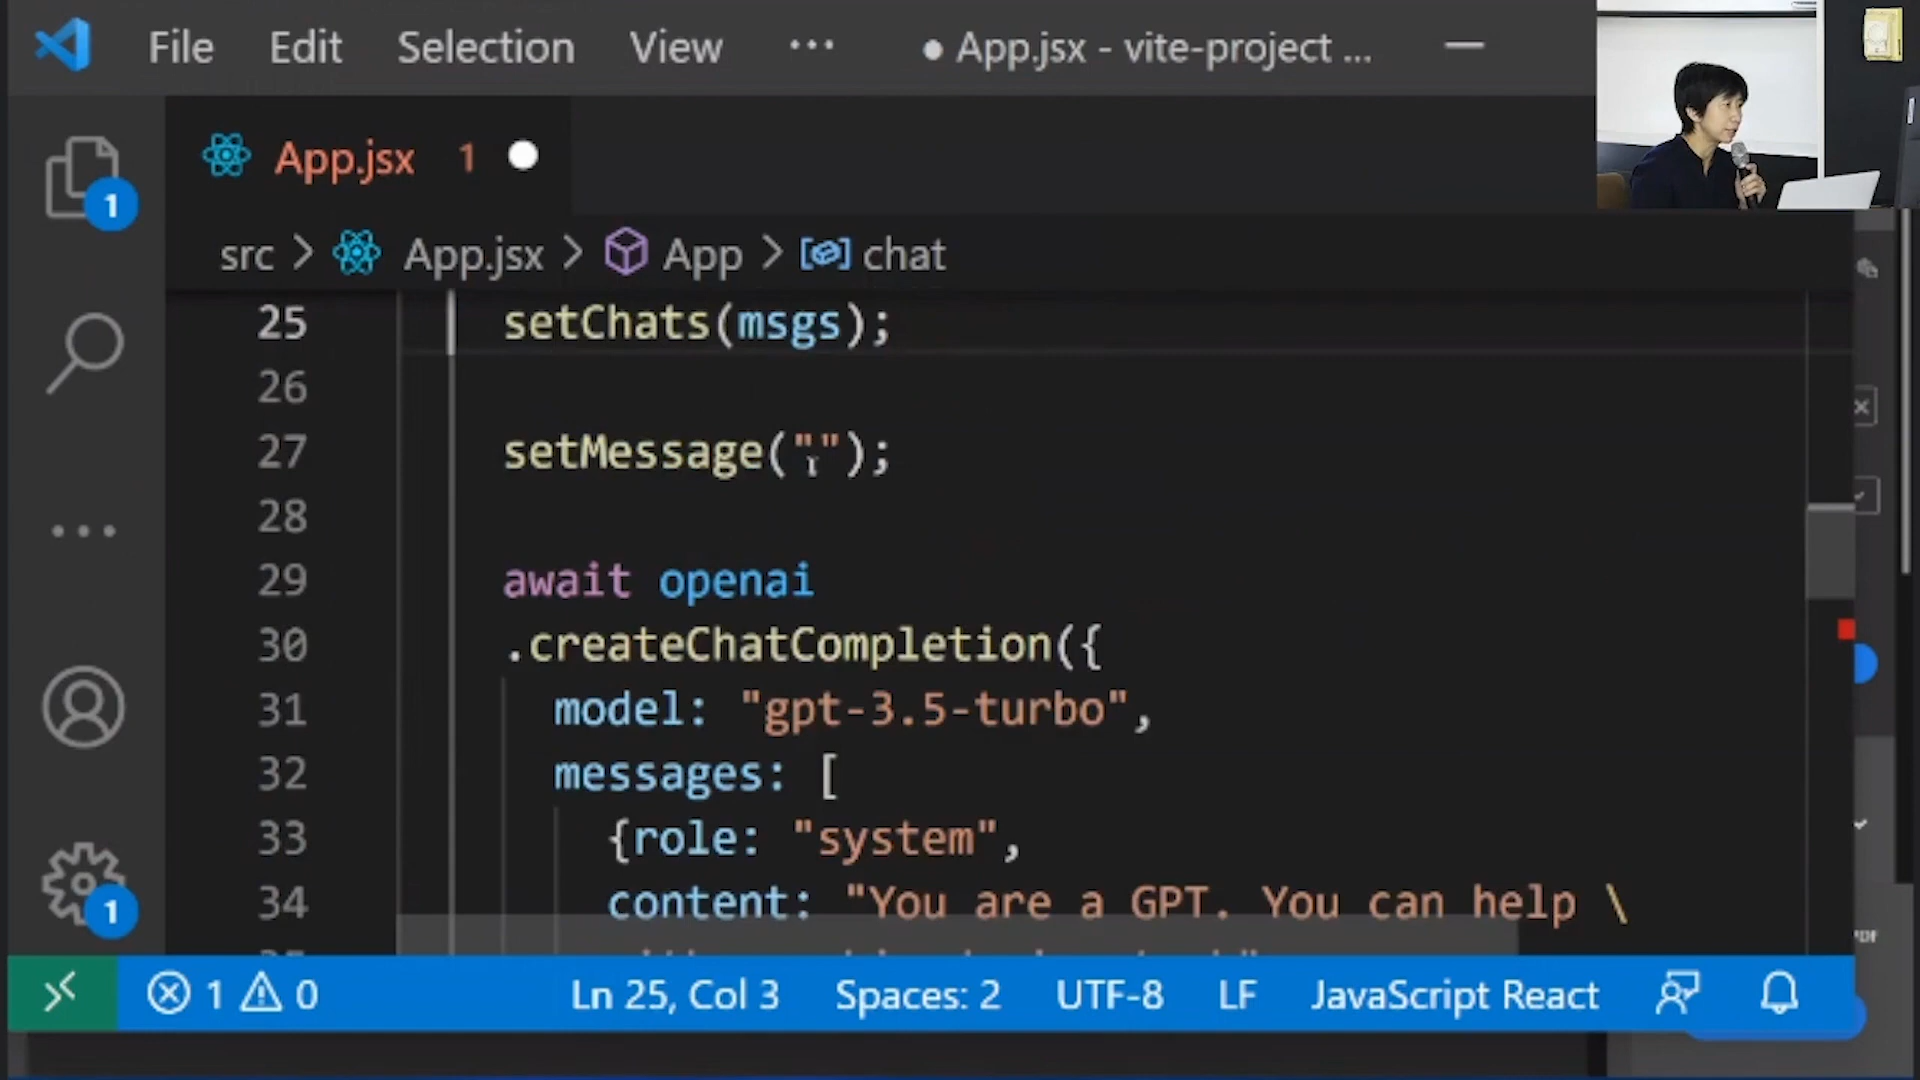 File Edit Selection View ··· ● App.jsx - vite-project ...
App.jsx 1
src > App.jsx > App > chat
25 setChats(msgs);
26
27 setMessage("");
28
29 await openai
30 .createChatCompletion({
31 model: "gpt-3.5-turbo",
32 messages: [
33 {role: "system",
34 content: "You are a GPT. You can help \
1
1
1 0 Ln 25, Col 3 Spaces: 2 UTF-8 LF JavaScript React